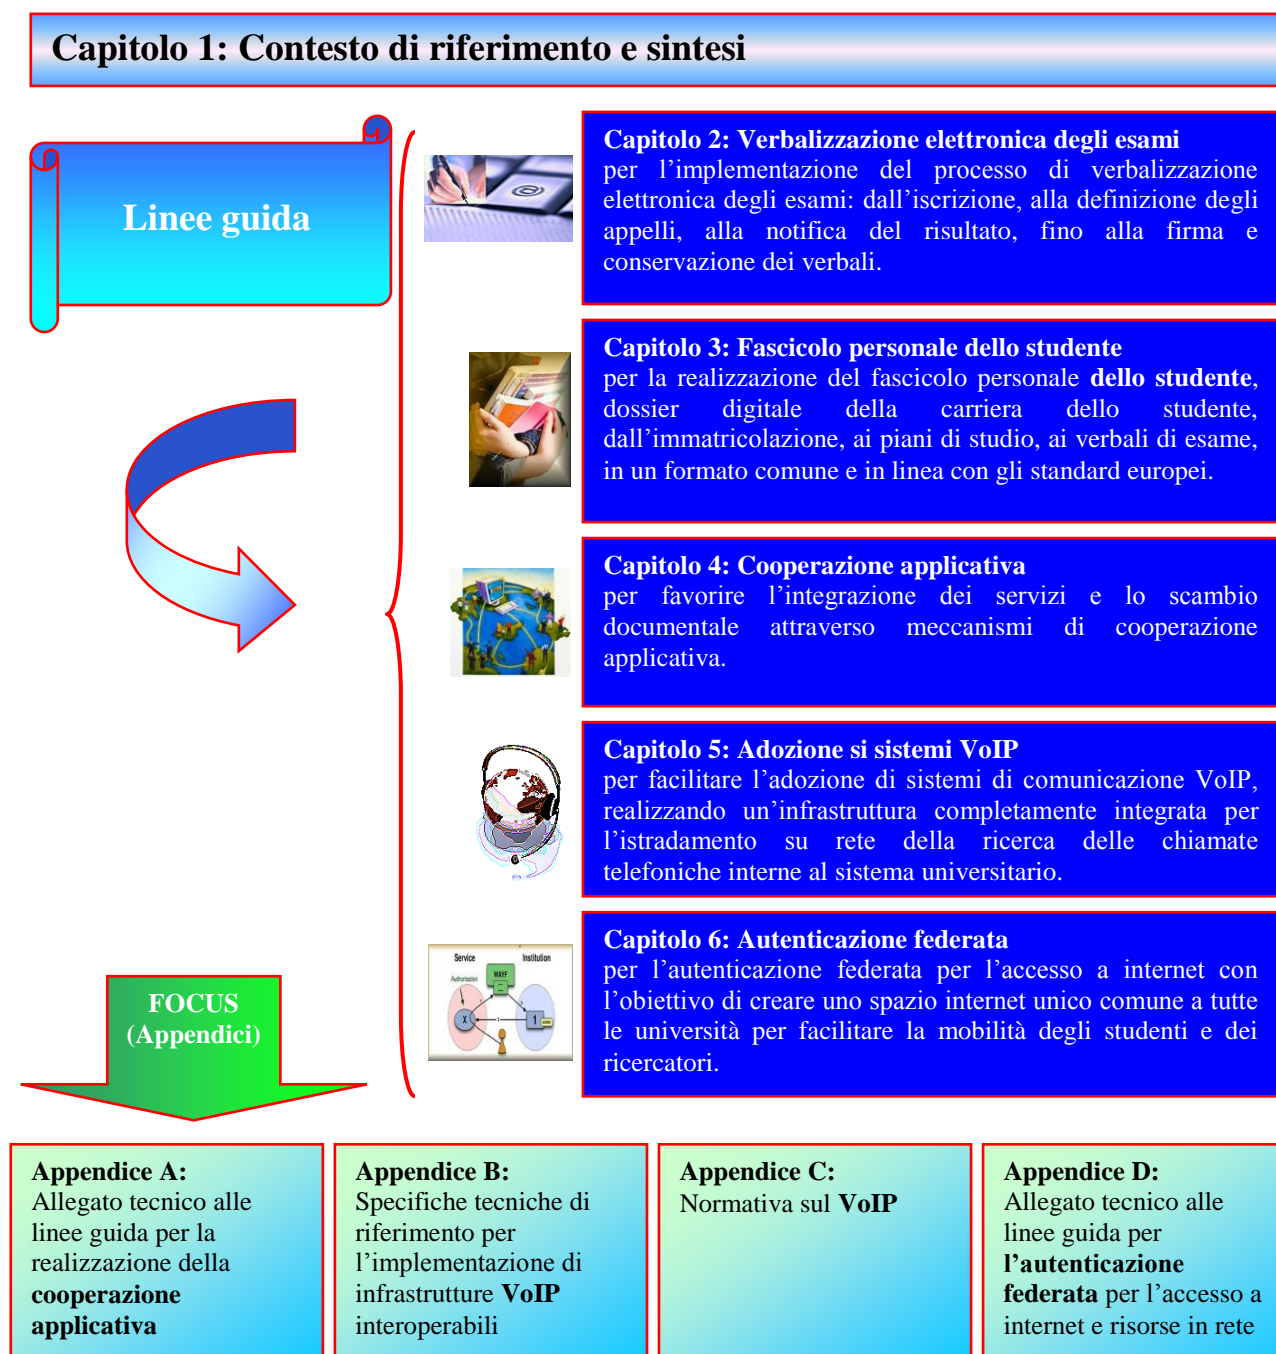 Capitolo 1: Contesto di riferimento e sintesi
Linee guida
Capitolo 2: Verbalizzazione elettronica degli esami
per l’implementazione del processo di verbalizzazione
elettronica degli esami: dall’iscrizione, alla definizione degli
appelli, alla notifica del risultato, fino alla firma e
conservazione dei verbali.
Capitolo 3: Fascicolo personale dello studente
per la realizzazione del fascicolo personale dello studente,
dossier digitale della carriera dello studente,
dall’immatricolazione, ai piani di studio, ai verbali di esame,
in un formato comune e in linea con gli standard europei.
Capitolo 4: Cooperazione applicativa
per favorire l’integrazione dei servizi e lo scambio
documentale attraverso meccanismi di cooperazione
applicativa.
Capitolo 5: Adozione si sistemi VoIP
per facilitare l’adozione di sistemi di comunicazione VoIP,
realizzando un’infrastruttura completamente integrata per
l’istradamento su rete della ricerca delle chiamate
telefoniche interne al sistema universitario.
Service
Institution
Authorisation
WAYF
X
1
Capitolo 6: Autenticazione federata
per l’autenticazione federata per l’accesso a internet con
l’obiettivo di creare uno spazio internet unico comune a tutte
le università per facilitare la mobilità degli studenti e dei
ricercatori.
FOCUS
(Appendici)
Appendice A:
Allegato tecnico alle
linee guida per la
realizzazione della
cooperazione
applicativa
Appendice B:
Specifiche tecniche di
riferimento per
l’implementazione di
infrastrutture VoIP
interoperabili
Appendice C:
Normativa sul VoIP
Appendice D:
Allegato tecnico alle
linee guida per
l’autenticazione
federata per l’accesso a
internet e risorse in rete